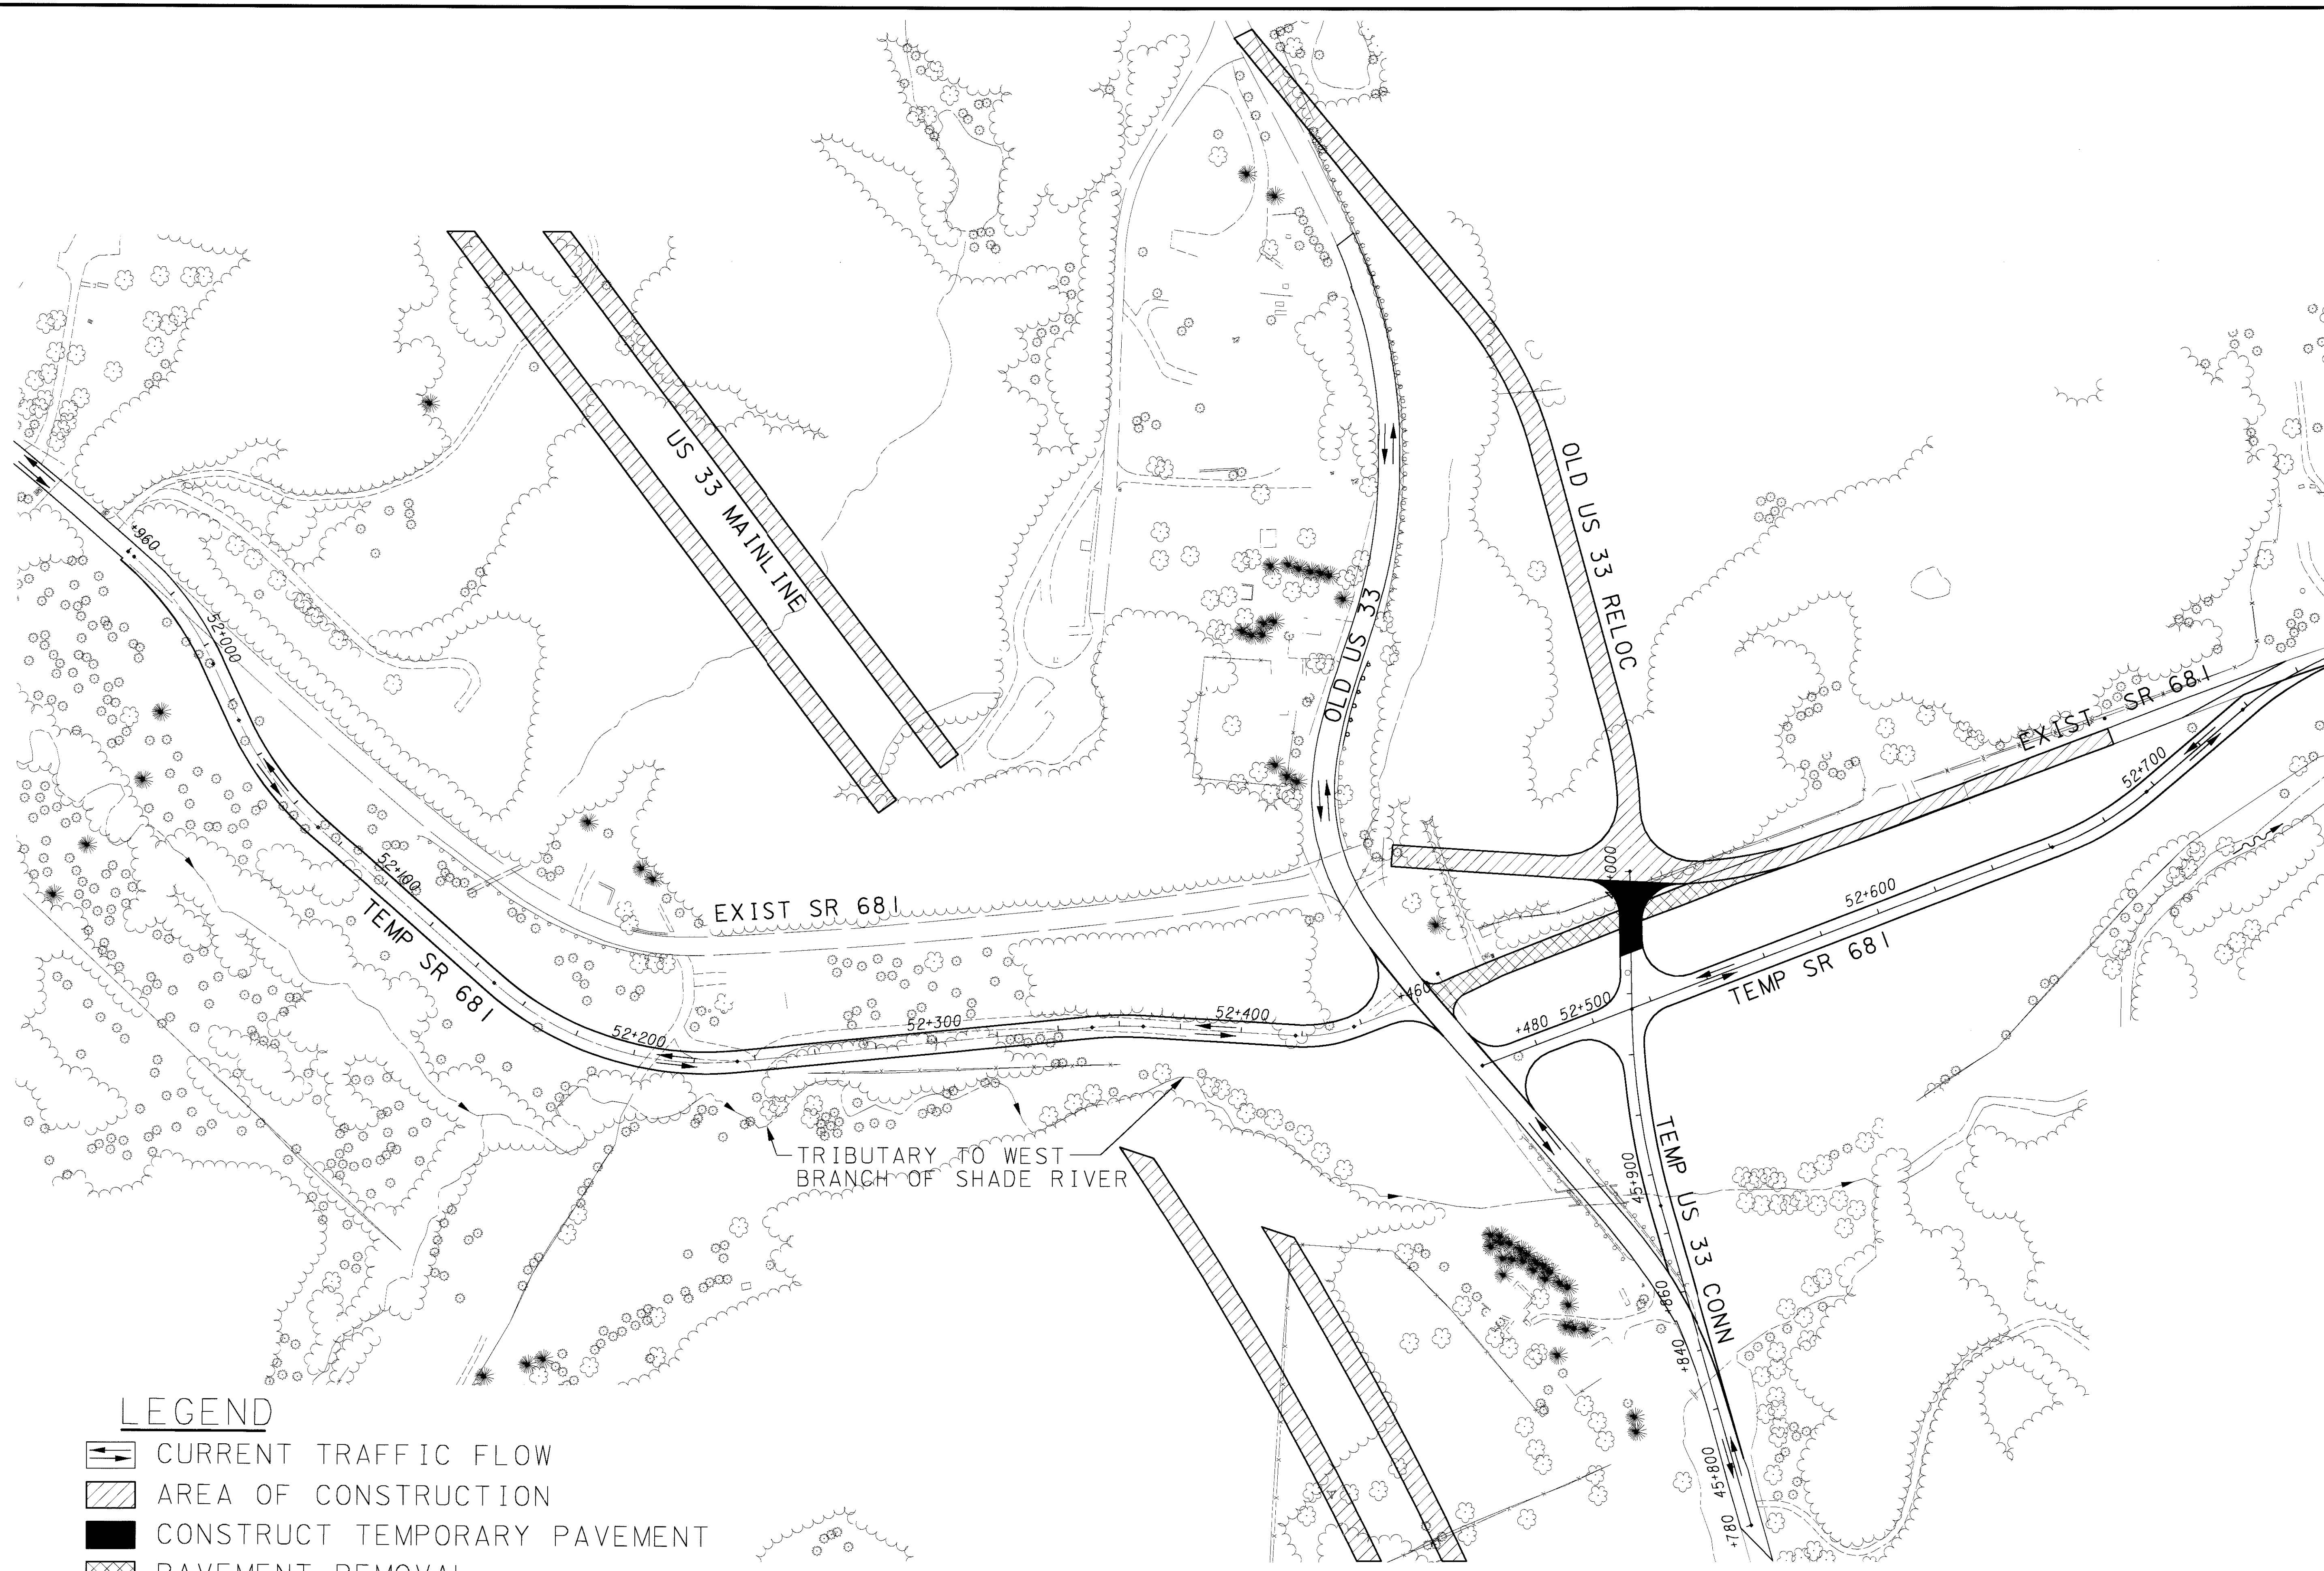 US 33 MAINLINE
OLD US 33 RELOC
OLD US 33
EXIST. SR 681
+960
52+000
52+100
TEMP SR 681
EXIST SR 681
52+200
52+300
52+400
+460
+480
52+500
52+600
52+700
TEMP SR 681
TRIBUTARY TO WEST
BRANCH OF SHADE RIVER
45+900
TEMP US 33 CONN
+860
+840
45+800
+780
LEGEND
CURRENT TRAFFIC FLOW
AREA OF CONSTRUCTION
CONSTRUCT TEMPORARY PAVEMENT
PAVEMENT REMOVAL